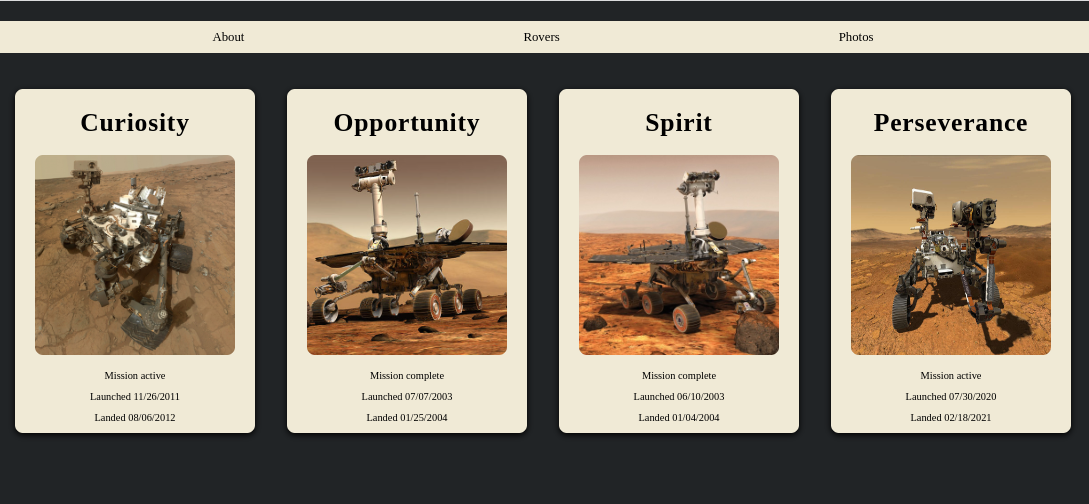 About
Rovers
Photos
Curiosity
Mission active
Launched 11/26/2011
Landed 08/06/2012
Opportunity
Mission complete
Launched 07/07/2003
Landed 01/25/2004
Spirit
Mission complete
Launched 06/10/2003
Landed 01/04/2004
Perseverance
Mission active
Launched 07/30/2020
Landed 02/18/2021